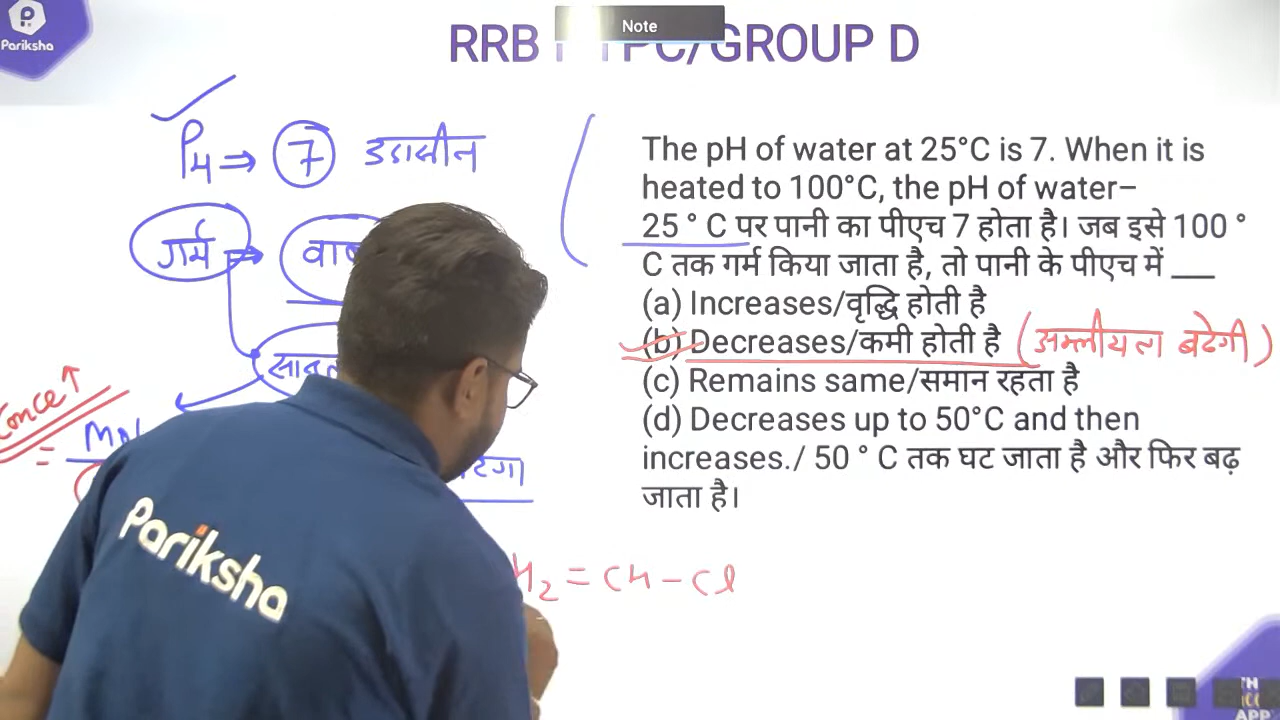 Pariksha
Note
RRB
GROUP D
PH ⇒ 7 उदासीन
गर्म
Conce ↑
=
The pH of water at 25°C is 7. When it is
heated to 100°C, the pH of water–
25 ° C पर पानी का पीएच 7 होता है। जब इसे 100 °
C तक गर्म किया जाता है, तो पानी के पीएच में ___
(a) Increases/वृद्धि होती है
(b) Decreases/कमी होती है (अम्लीयता बढेगी)
(c) Remains same/समान रहता है
(d) Decreases up to 50°C and then
increases./ 50 ° C तक घट जाता है और फिर बढ़
जाता है।
H2 = CH – Cl
Pariksha
APP